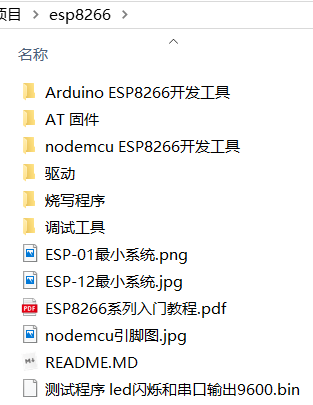 项目 > esp8266 >
名称
Arduino ESP8266开发工具
AT 固件
nodemcu ESP8266开发工具
驱动
烧写程序
调试工具
ESP-01最小系统.png
ESP-12最小系统.jpg
PDF ESP8266系列入门教程.pdf
nodemcu引脚图.jpg
M↓ README.MD
测试程序 led闪烁和串口输出9600.bin